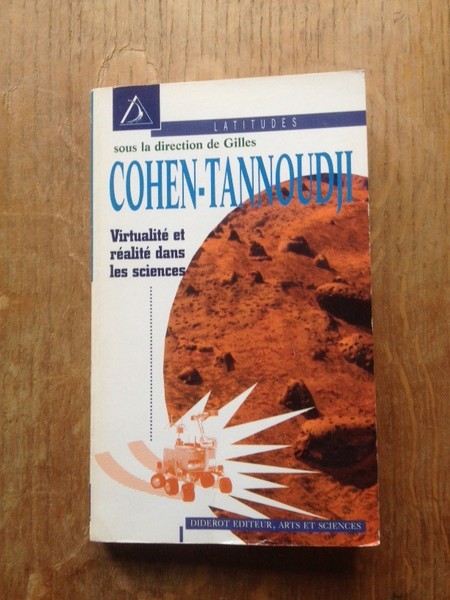 LATITUDES
sous la direction de Gilles
COHEN-TANNOUDJI
Virtualité et
réalité dans
les sciences
DIDEROT EDITEUR, ARTS ET SCIENCES